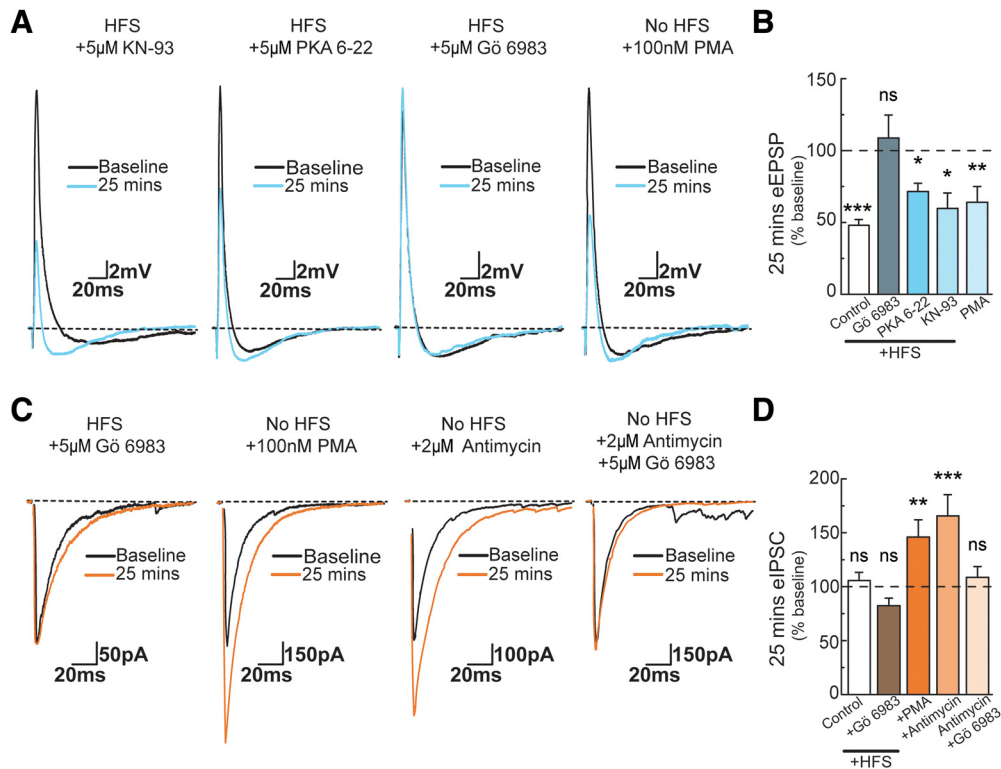 A
HFS
+5µM KN-93
HFS
+5µM PKA 6-22
HFS
+5µM Gö 6983
No HFS
+100nM PMA
Baseline
25 mins
2mV
20ms
Baseline
25 mins
2mV
20ms
Baseline
25 mins
2mV
20ms
Baseline
25 mins
2mV
20ms
B
25 mins eEPSP
(% baseline)
150
100
50
0
***
ns
*
*
**
Control
Gö 6983
PKA 6-22
KN-93
PMA
+HFS
C
HFS
+5µM Gö 6983
No HFS
+100nM PMA
No HFS
+2µM Antimycin
No HFS
+2µM Antimycin
+5µM Gö 6983
Baseline
25 mins
50pA
20ms
Baseline
25 mins
150pA
20ms
Baseline
25 mins
100pA
20ms
Baseline
25 mins
150pA
20ms
D
25 mins eIPSC
(% baseline)
200
150
100
50
0
ns
ns
**
***
ns
Control
+Gö 6983
+PMA
+Antimycin
Antimycin
+Gö 6983
+HFS